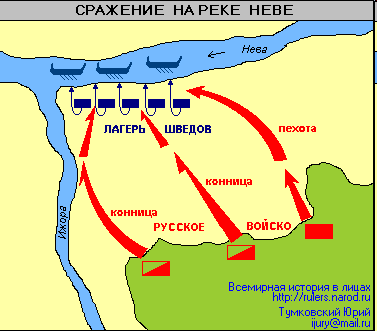 СРАЖЕНИЕ НА РЕКЕ НЕВЕ
Нева
ЛАГЕРЬ ШВЕДОВ
пехота
конница
конница
Ижора
РУССКОЕ ВОЙСКО
Всемирная история в лицах
http://rulers.narod.ru
Тумковский Юрий
ijury@mail.ru